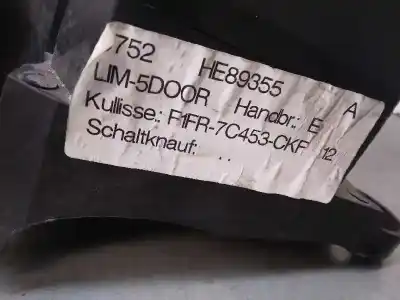 752 HE89355
LIM-5DOOR Handbr.: E A
Kullisse.: F1FR-7C453-CKF 12
Schaltknauf: . .